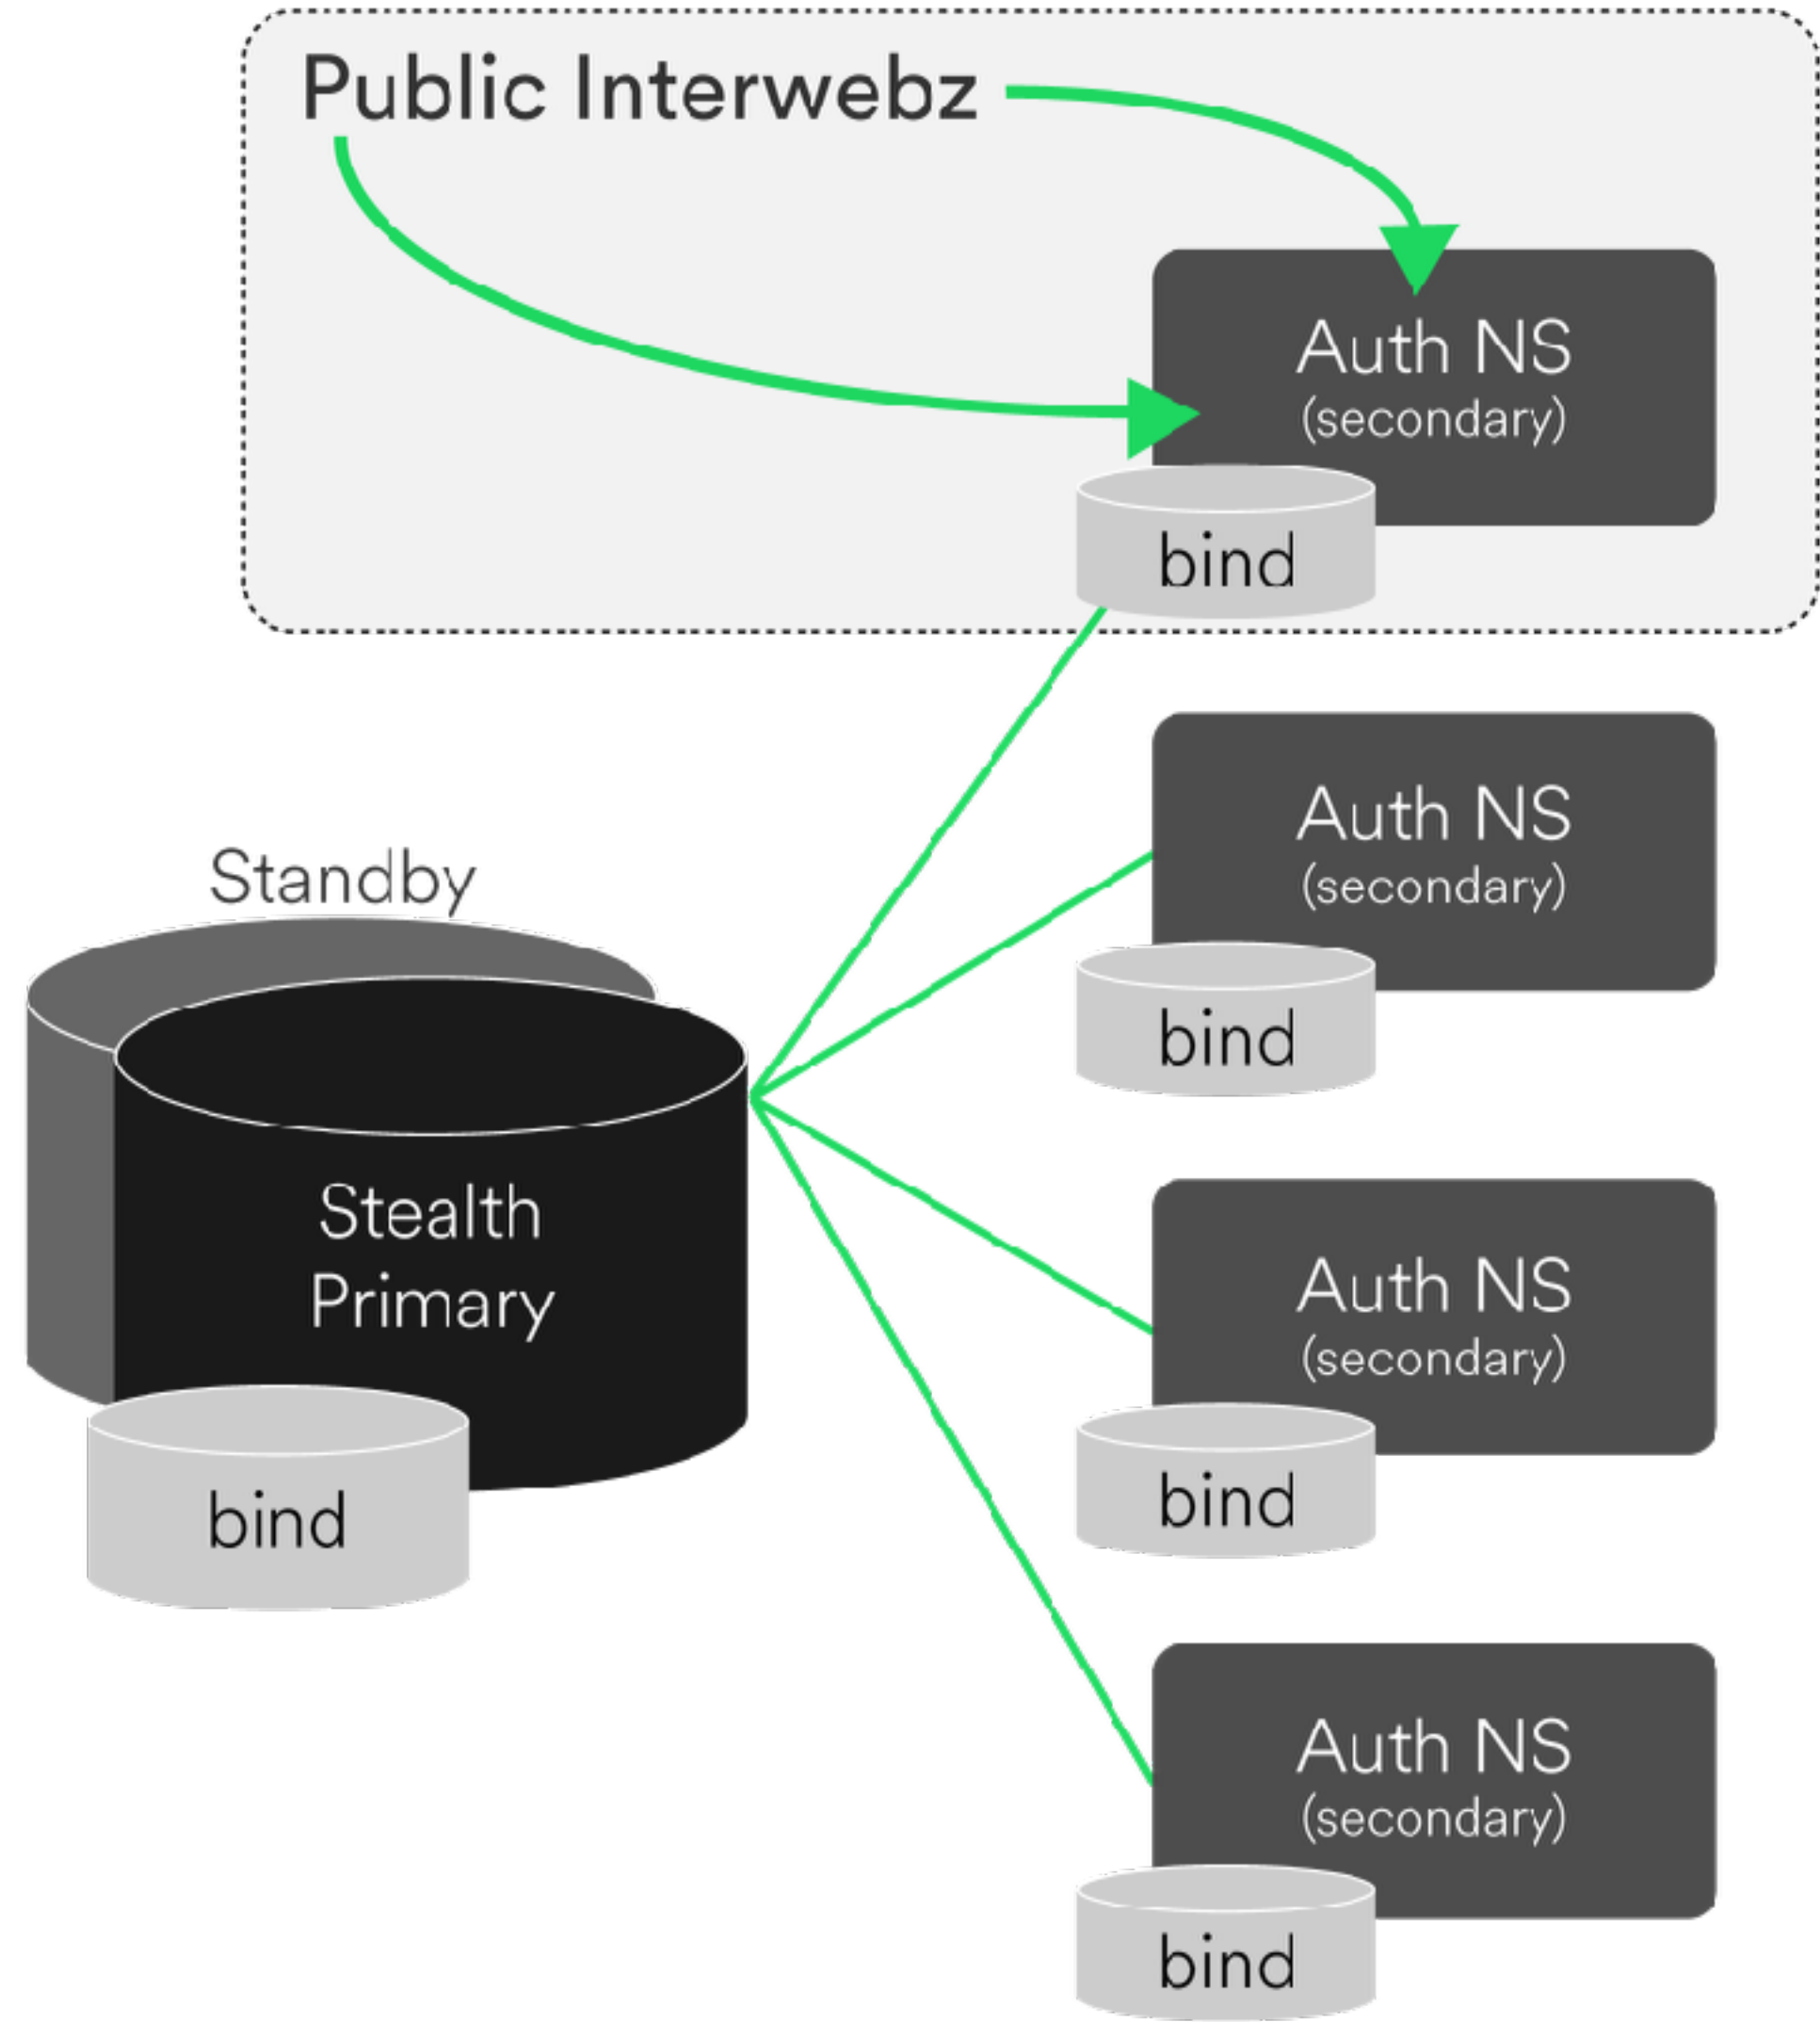 Public Interwebz
Auth NS
(secondary)
bind
Auth NS
(secondary)
bind
Standby
Stealth
Primary
bind
Auth NS
(secondary)
bind
Auth NS
(secondary)
bind